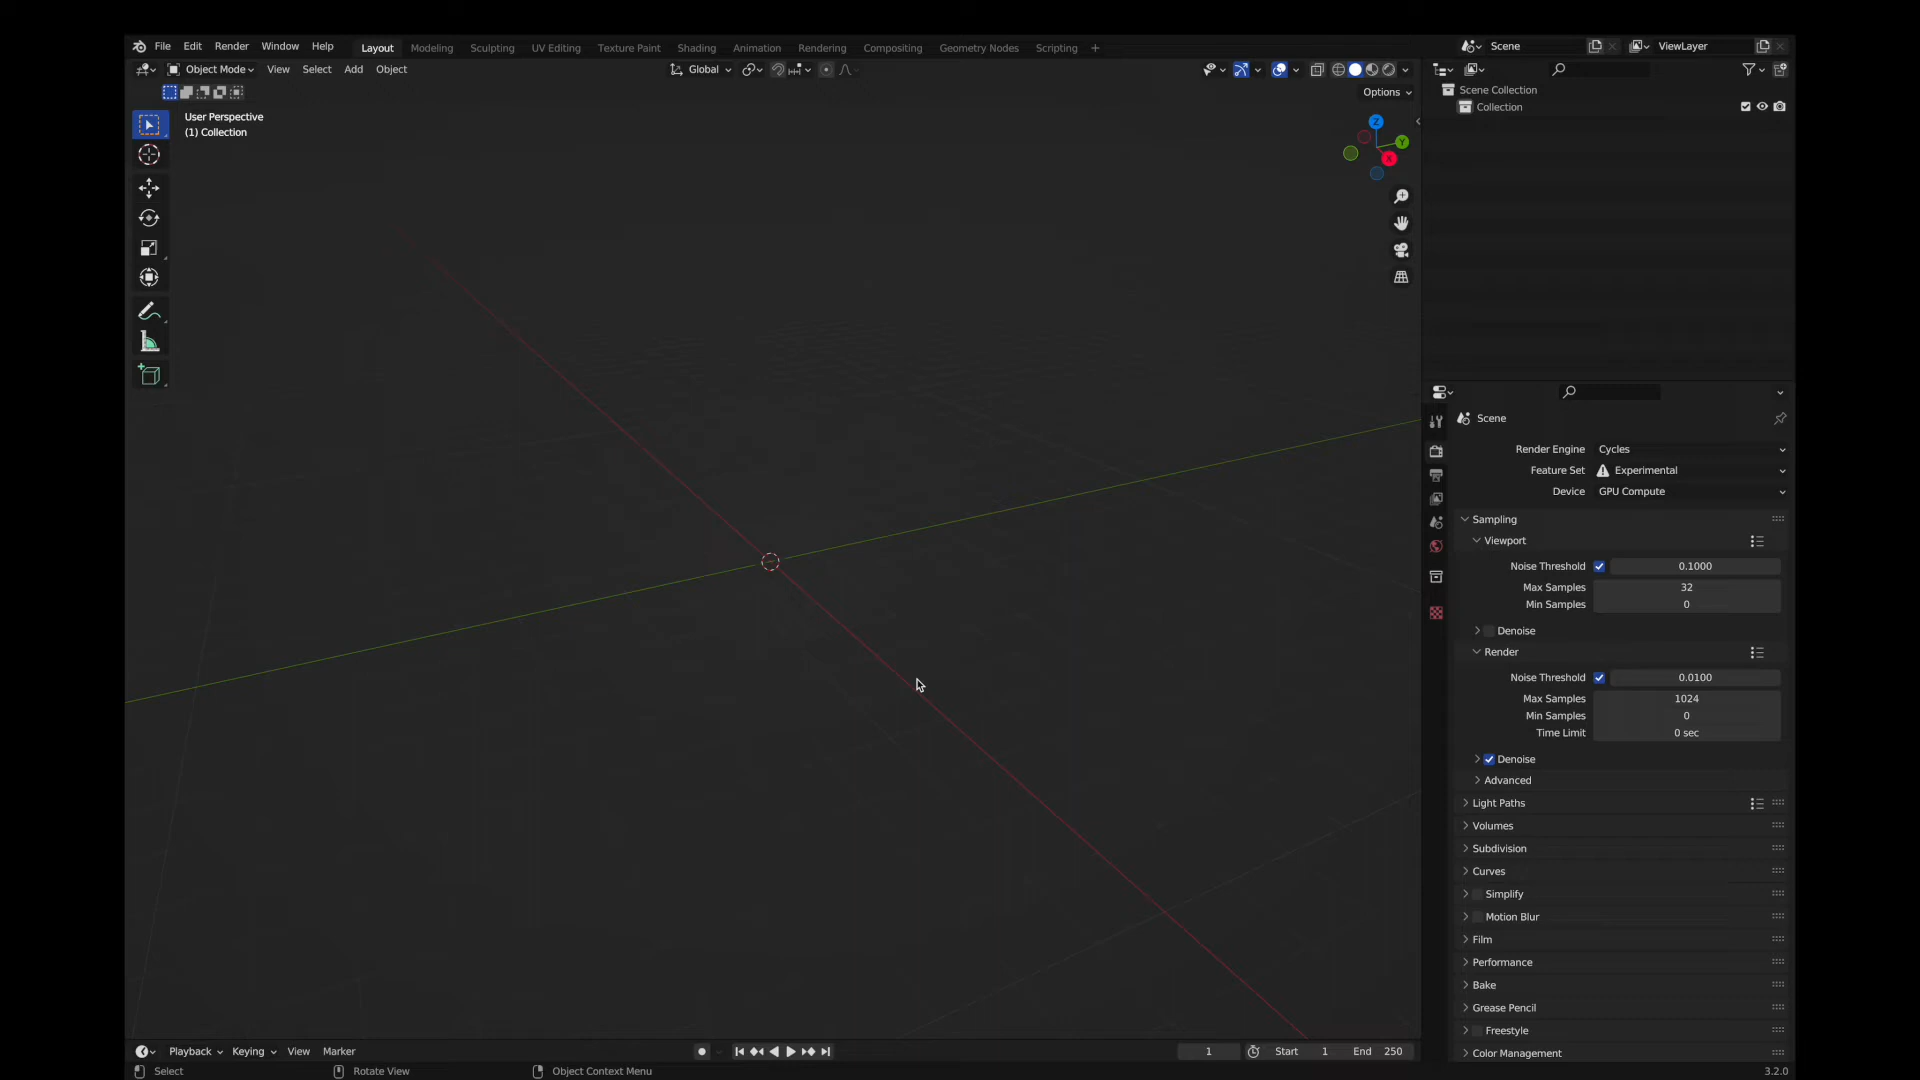 File Edit Render Window Help Layout Modeling Sculpting UV Editing Texture Paint Shading Animation Rendering Compositing Geometry Nodes Scripting + Scene ViewLayer
Object Mode View Select Add Object Global
Options
User Perspective
(1) Collection
Z
Y
X
Scene Collection
Collection
Scene
Render Engine Cycles
Feature Set Experimental
Device GPU Compute
Sampling
Viewport
Noise Threshold 0.1000
Max Samples 32
Min Samples 0
Denoise
Render
Noise Threshold 0.0100
Max Samples 1024
Min Samples 0
Time Limit 0 sec
Denoise
Advanced
Light Paths
Volumes
Subdivision
Curves
Simplify
Motion Blur
Film
Performance
Bake
Grease Pencil
Freestyle
Color Management
Playback Keying View Marker 1 Start 1 End 250
Select Rotate View Object Context Menu 3.2.0